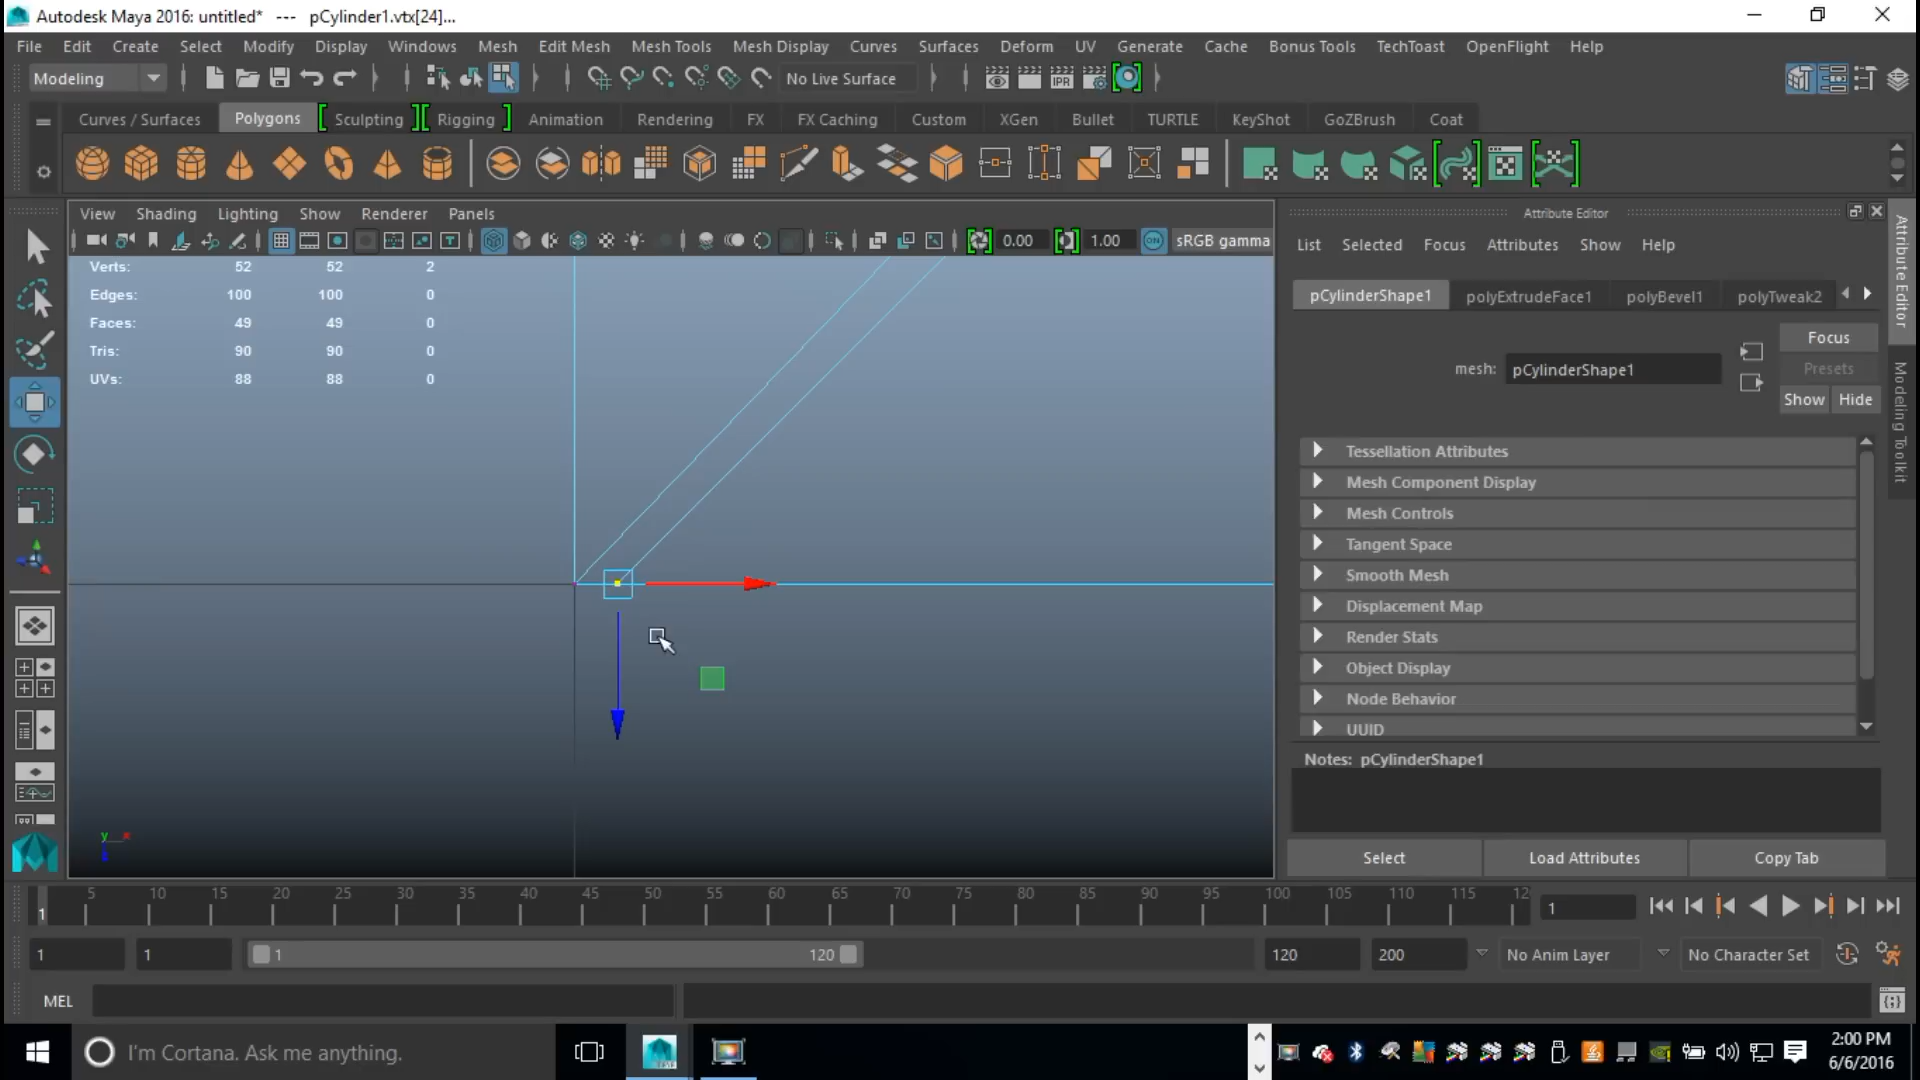 Autodesk Maya 2016: untitled*   ---   pCylinder1.vtx[24]...
File Edit Create Select Modify Display Windows Mesh Edit Mesh Mesh Tools Mesh Display Curves Surfaces Deform UV Generate Cache Bonus Tools TechToast OpenFlight Help
Modeling No Live Surface IPR
Curves / Surfaces Polygons Sculpting Rigging Animation Rendering FX FX Caching Custom XGen Bullet TURTLE KeyShot GoZBrush Coat
View Shading Lighting Show Renderer Panels
Attribute Editor
0.00 1.00 ON sRGB gamma
List Selected Focus Attributes Show Help
Verts: 52 52 2
Edges: 100 100 0
Faces: 49 49 0
Tris: 90 90 0
UVs: 88 88 0
pCylinderShape1 polyExtrudeFace1 polyBevel1 polyTweak2
Focus
mesh: pCylinderShape1
Presets
Show Hide
Tessellation Attributes
Mesh Component Display
Mesh Controls
Tangent Space
Smooth Mesh
Displacement Map
Render Stats
Object Display
Node Behavior
UUID
Notes: pCylinderShape1
Select Load Attributes Copy Tab
Attribute Editor
Modeling Toolkit
y x
5 10 15 20 25 30 35 40 45 50 55 60 65 70 75 80 85 90 95 100 105 110 115 12
1 1
1 1 1 120 120 200 No Anim Layer No Character Set
MEL
I'm Cortana. Ask me anything.
2:00 PM
6/6/2016